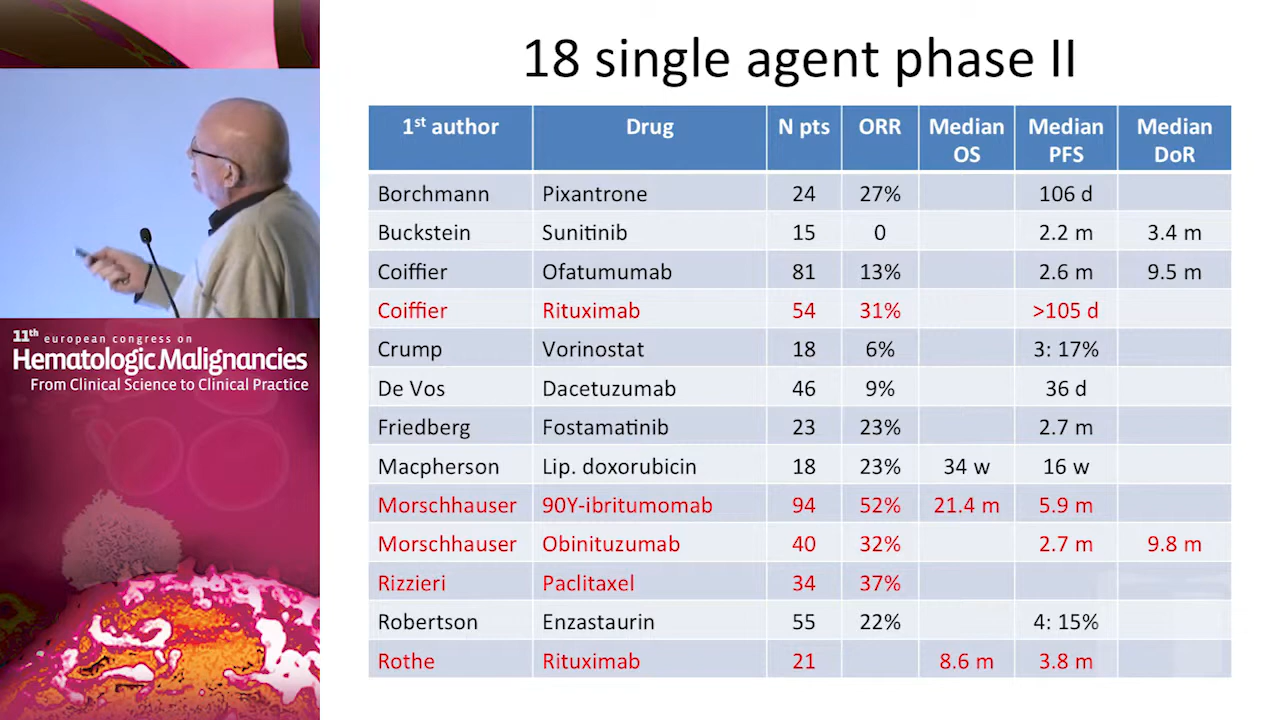 18 single agent phase II
1st author Drug N pts ORR Median OS Median PFS Median DoR
Borchmann Pixantrone 24 27% 106 d
Buckstein Sunitinib 15 0 2.2 m 3.4 m
Coiffier Ofatumumab 81 13% 2.6 m 9.5 m
Coiffier Rituximab 54 31% >105 d
Crump Vorinostat 18 6% 3: 17%
De Vos Dacetuzumab 46 9% 36 d
Friedberg Fostamatinib 23 23% 2.7 m
Macpherson Lip. doxorubicin 18 23% 34 w 16 w
Morschhauser 90Y-ibritumomab 94 52% 21.4 m 5.9 m
Morschhauser Obinituzumab 40 32% 2.7 m 9.8 m
Rizzieri Paclitaxel 34 37%
Robertson Enzastaurin 55 22% 4: 15%
Rothe Rituximab 21 8.6 m 3.8 m
11th european congress on
Hematologic Malignancies
From Clinical Science to Clinical Practice